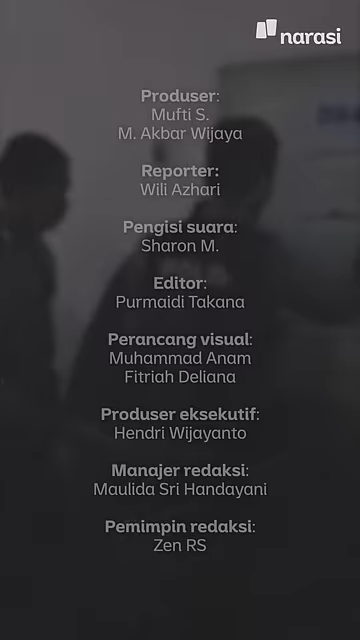 narasi
Produser:
Mufti S.
M. Akbar Wijaya
Reporter:
Wili Azhari
Pengisi suara:
Sharon M.
Editor:
Purmaidi Takana
Perancang visual:
Muhammad Anam
Fitriah Deliana
Produser eksekutif:
Hendri Wijayanto
Manajer redaksi:
Maulida Sri Handayani
Pemimpin redaksi:
Zen RS